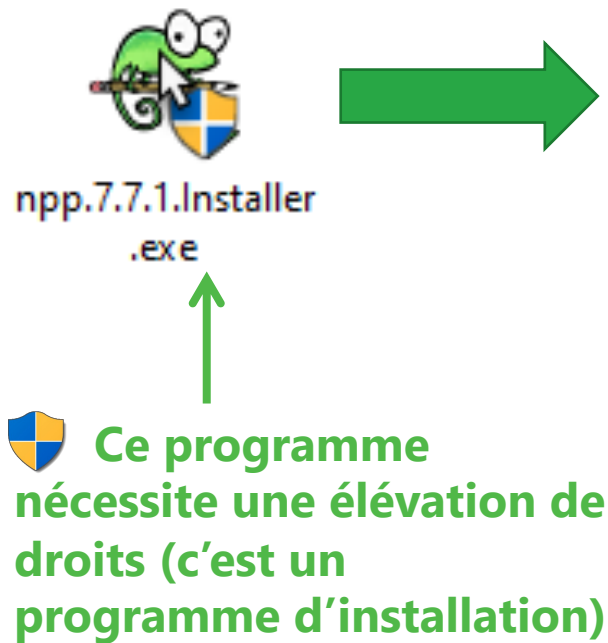 npp.7.7.1.Installer
.exe
Ce programme
nécessite une élévation de
droits (c’est un
programme d’installation)